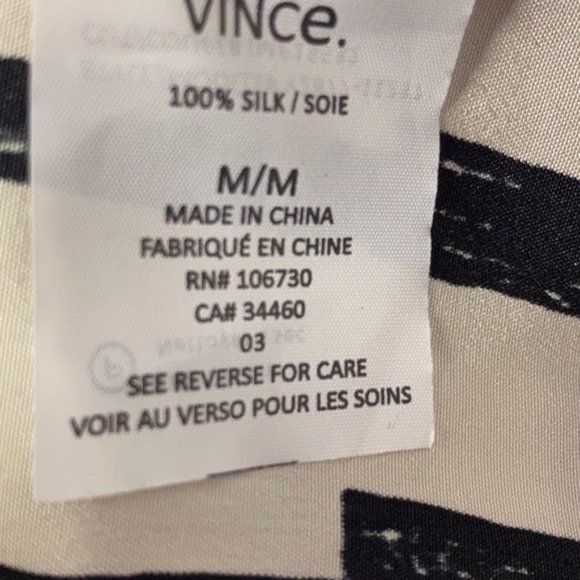 VINCe.
100% SILK / SOIE
M/M
MADE IN CHINA
FABRIQUÉ EN CHINE
RN# 106730
CA# 34460
03
SEE REVERSE FOR CARE
VOIR AU VERSO POUR LES SOINS